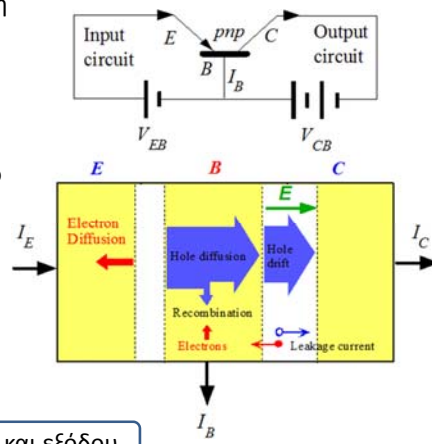 η
Input circuit
E
pnp
C
Output circuit
B
I_B
V_EB
V_CB
E
B
C
E
Electron
Diffusion
I_E
Hole diffusion
Hole
drift
I_C
Recombination
Electrons
Leakage current
I_B
και εξόδου